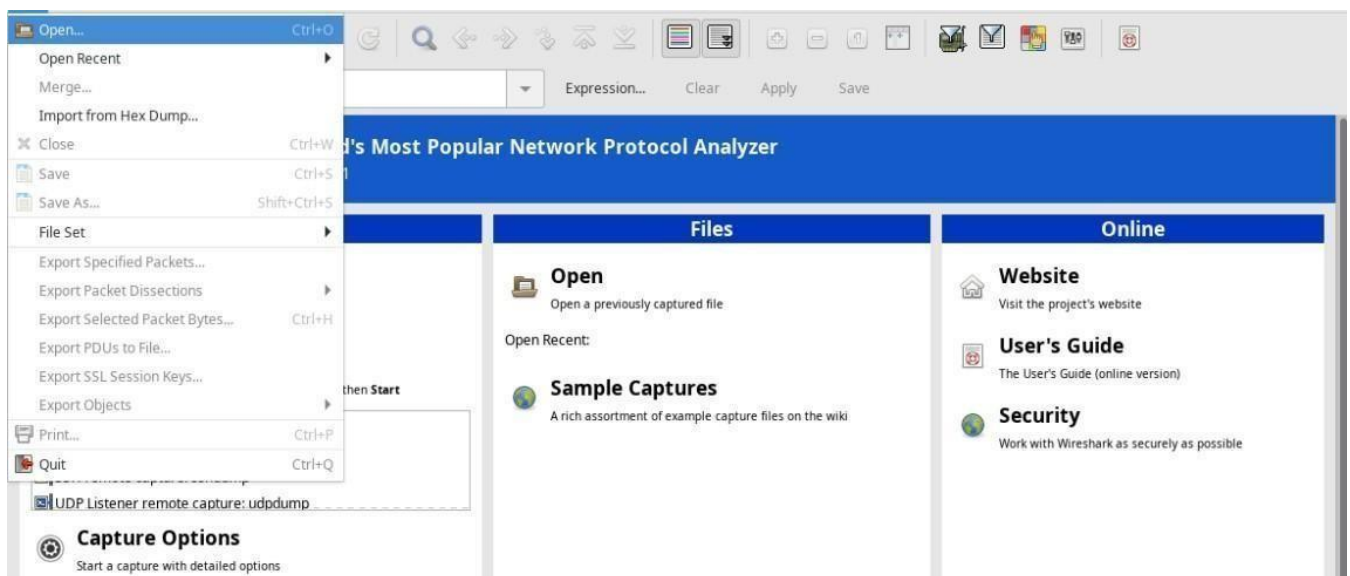 Open... Ctrl+O
Open Recent
Merge...
Import from Hex Dump...
Close Ctrl+W
Save Ctrl+S
Save As... Shift+Ctrl+S
File Set
Export Specified Packets...
Export Packet Dissections
Export Selected Packet Bytes... Ctrl+H
Export PDUs to File...
Export SSL Session Keys...
Export Objects
Print... Ctrl+P
Quit Ctrl+Q
Expression... Clear Apply Save
d's Most Popular Network Protocol Analyzer
1
then Start
UDP Listener remote capture: udpdump
Capture Options
Start a capture with detailed options
Files
Open
Open a previously captured file
Open Recent:
Sample Captures
A rich assortment of example capture files on the wiki
Online
Website
Visit the project's website
User's Guide
The User's Guide (online version)
Security
Work with Wireshark as securely as possible